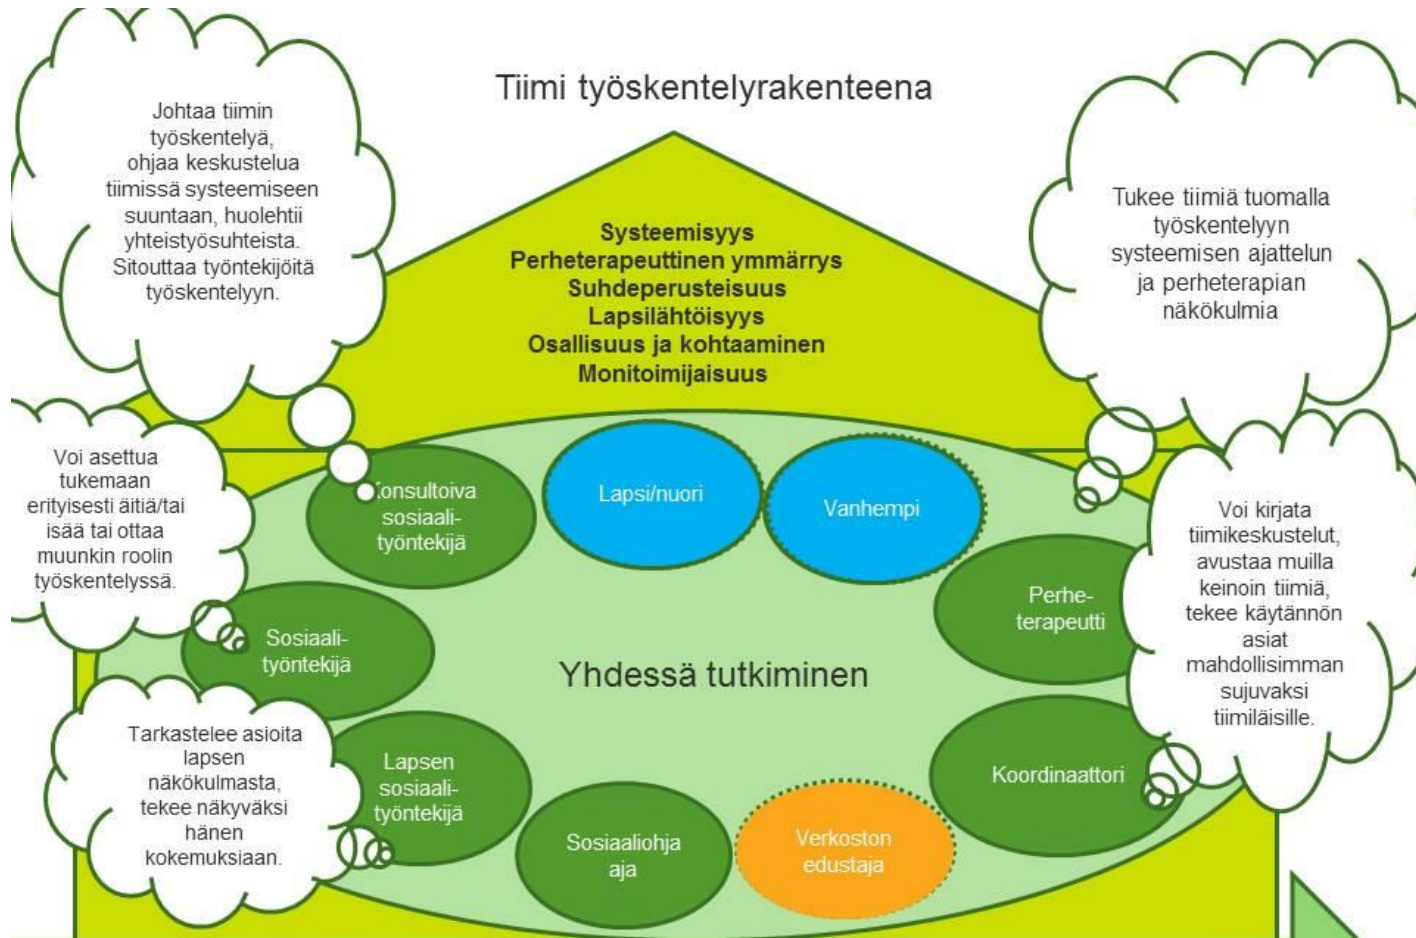 Tiimi työskentelyrakenteena
Johtaa tiimin
työskentelyä,
ohjaa keskustelua
tiimissä systeemiseen
suuntaan, huolehtii
yhteistyösuhteista.
Sitouttaa työntekijöitä
työskentelyyn.
Systeemisyys
Perheterapeuttinen ymmärrys
Suhdeperusteisuus
Lapsilähtöisyys
Osallisuus ja kohtaaminen
Monitoimijaisuus
Tukee tiimiä tuomalla
työskentelyyn
systeemisen ajattelun
ja perheterapian
näkökulmia
Voi asettua
tukemaan
erityisesti äitiä/tai
isää tai ottaa
muunkin roolin
työskentelyssä.
Konsultoiva
sosiaali-
työntekijä
Lapsi/nuori
Vanhempi
Voi kirjata
tiimikeskustelut,
avustaa muilla
keinoin tiimiä,
tekee käytännön
asiat
mahdollisimman
sujuvaksi
tiimiläisille.
Perhe-
terapeutti
Sosiaali-
työntekijä
Yhdessä tutkiminen
Tarkastelee asioita
lapsen
näkökulmasta,
tekee näkyväksi
hänen
kokemuksiaan.
Lapsen
sosiaali-
työntekijä
Sosiaaliohja
aja
Verkoston
edustaja
Koordinaattori